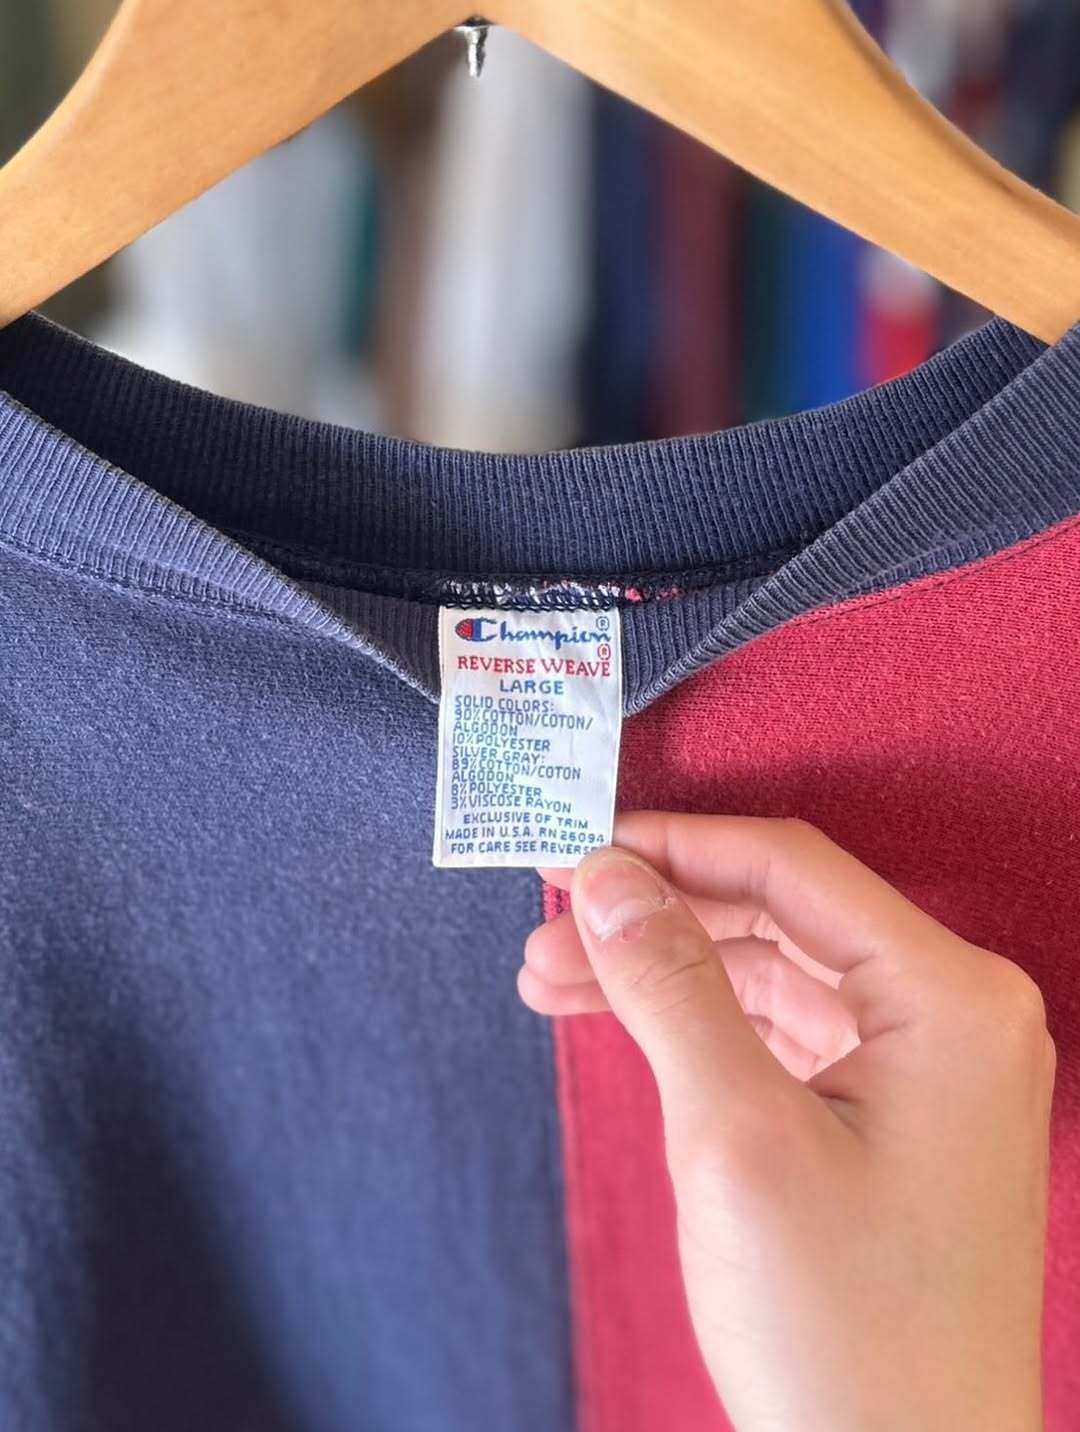 Champion®
REVERSE WEAVE®
LARGE
SOLID COLORS:
90%COTTON/COTON/
ALGODON
10%POLYESTER
SILVER GRAY:
89%COTTON/COTON
ALGODON
8%POLYESTER
3%VISCOSE RAYON
EXCLUSIVE OF TRIM
MADE IN U.S.A. RN 26094
FOR CARE SEE REVERSE